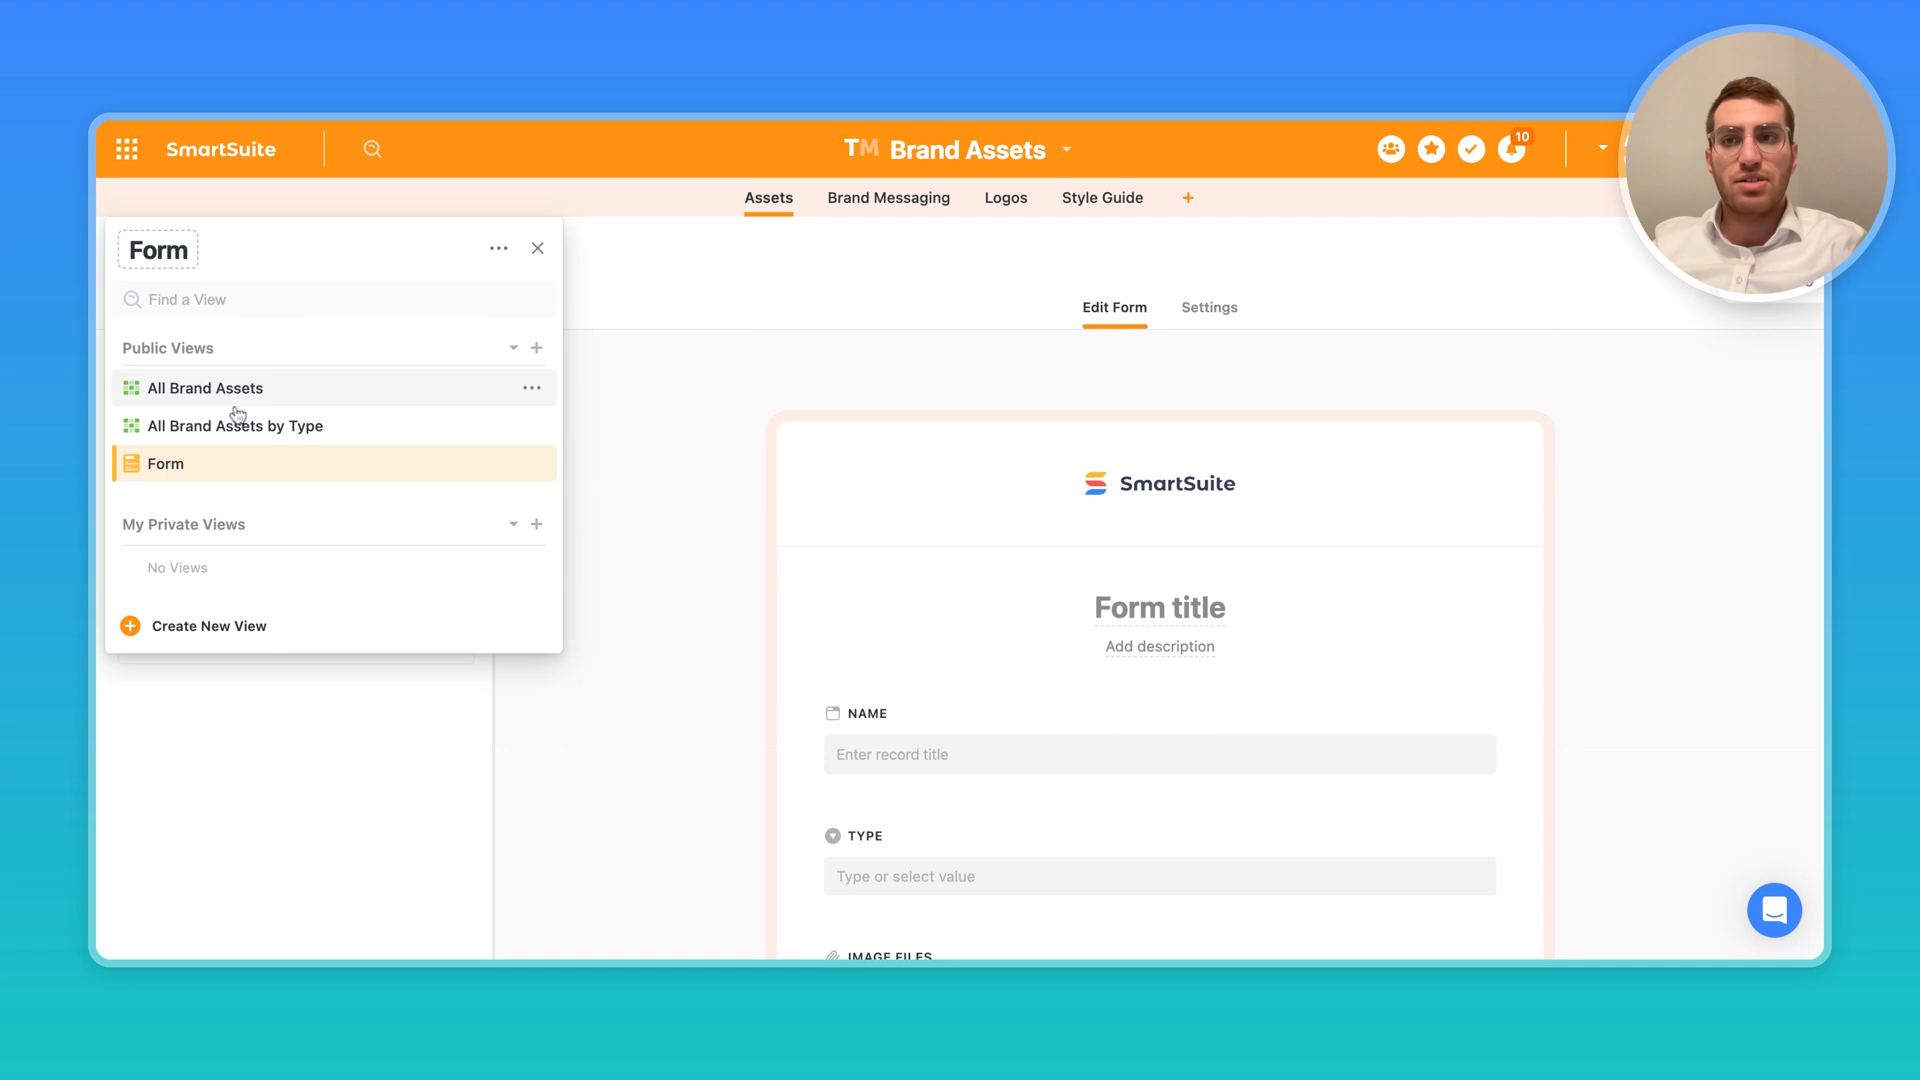 SmartSuite
TM Brand Assets
10
Assets
Brand Messaging
Logos
Style Guide
Form
Find a View
Public Views
All Brand Assets
All Brand Assets by Type
Form
My Private Views
No Views
Create New View
Edit Form
Settings
SmartSuite
Form title
Add description
NAME
Enter record title
TYPE
Type or select value
IMAGE FILES